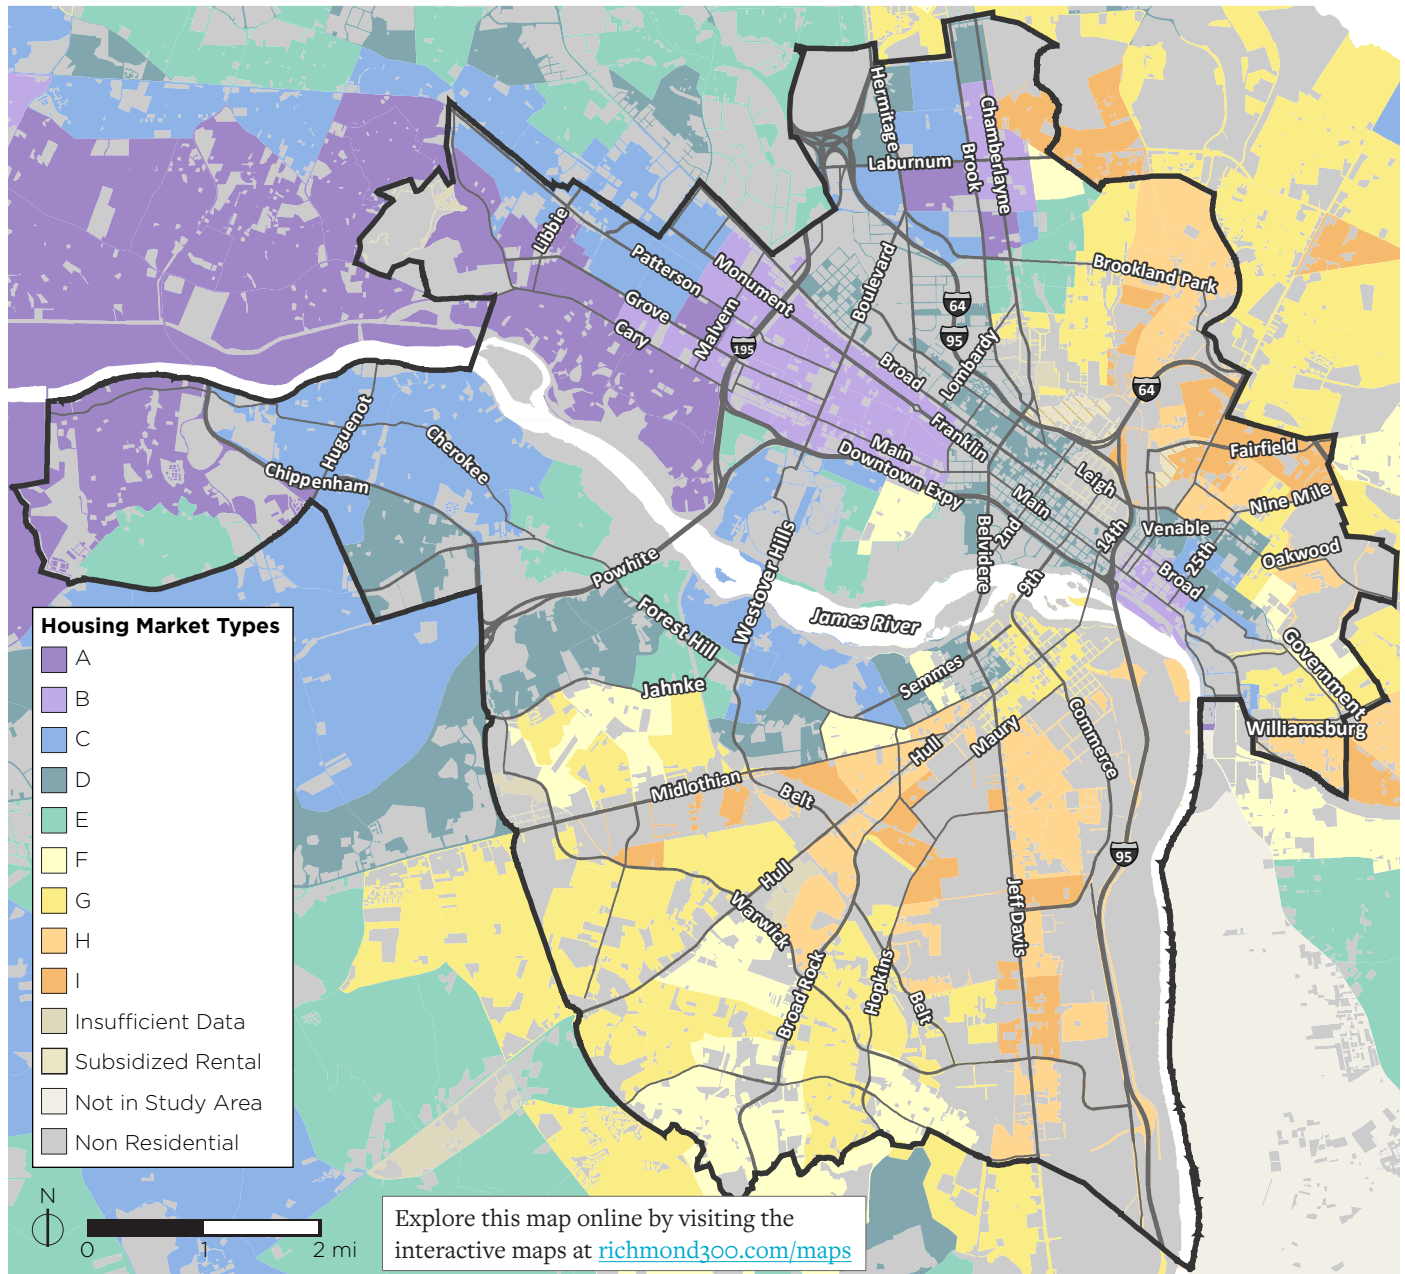 Hermitage
Chamberlayne
Laburnum
Brook
Libbie
Patterson
Monument
Boulevard
Brookland Park
Grove
Malvern
64
Cary
195
95
Broad
Lombardy
64
Huguenot
Cherokee
Franklin
Main
Fairfield
Chippenham
Downtown Expy
Leigh
Main
Nine Mile
Belvidere
2nd
14th
Venable
25th
Oakwood
Powhite
Westover Hills
9th
Broad
Forest Hill
James River
Government
Jahnke
Semmes
Williamsburg
Hull
Maury
Commerce
Midlothian
Belt
95
Hull
Warwick
Jeff Davis
Broad Rock
Hopkins
Belt
Housing Market Types
A
B
C
D
E
F
G
H
I
Insufficient Data
Subsidized Rental
Not in Study Area
Non Residential
N
0 1 2 mi
Explore this map online by visiting the
interactive maps at richmond300.com/maps